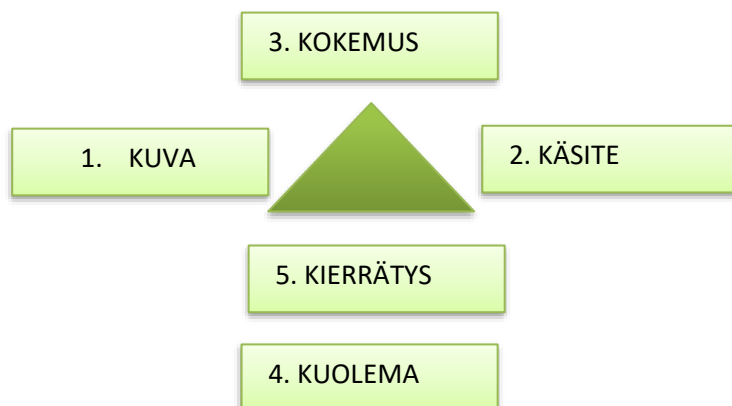 3. KOKEMUS
1. KUVA
2. KÄSITE
5. KIERRÄTYS
4. KUOLEMA